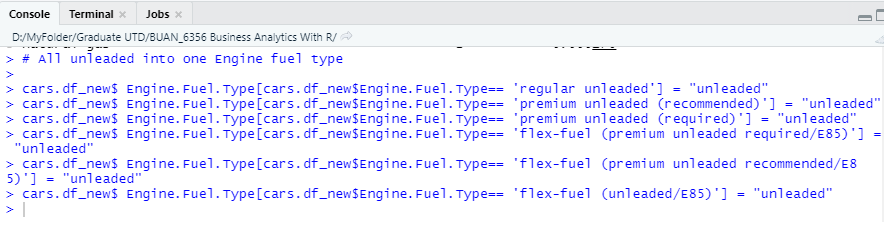 Console Terminal × Jobs ×
D:/MyFolder/Graduate UTD/BUAN_6356 Business Analytics With R/
> # All unleaded into one Engine fuel type
>
> cars.df_new$ Engine.Fuel.Type[cars.df_new$Engine.Fuel.Type== 'regular unleaded'] = "unleaded"
> cars.df_new$ Engine.Fuel.Type[cars.df_new$Engine.Fuel.Type== 'premium unleaded (recommended)'] = "unleaded"
> cars.df_new$ Engine.Fuel.Type[cars.df_new$Engine.Fuel.Type== 'premium unleaded (required)'] = "unleaded"
> cars.df_new$ Engine.Fuel.Type[cars.df_new$Engine.Fuel.Type== 'flex-fuel (premium unleaded required/E85)'] =
"unleaded"
> cars.df_new$ Engine.Fuel.Type[cars.df_new$Engine.Fuel.Type== 'flex-fuel (premium unleaded recommended/E8
5)'] = "unleaded"
> cars.df_new$ Engine.Fuel.Type[cars.df_new$Engine.Fuel.Type== 'flex-fuel (unleaded/E85)'] = "unleaded"
>